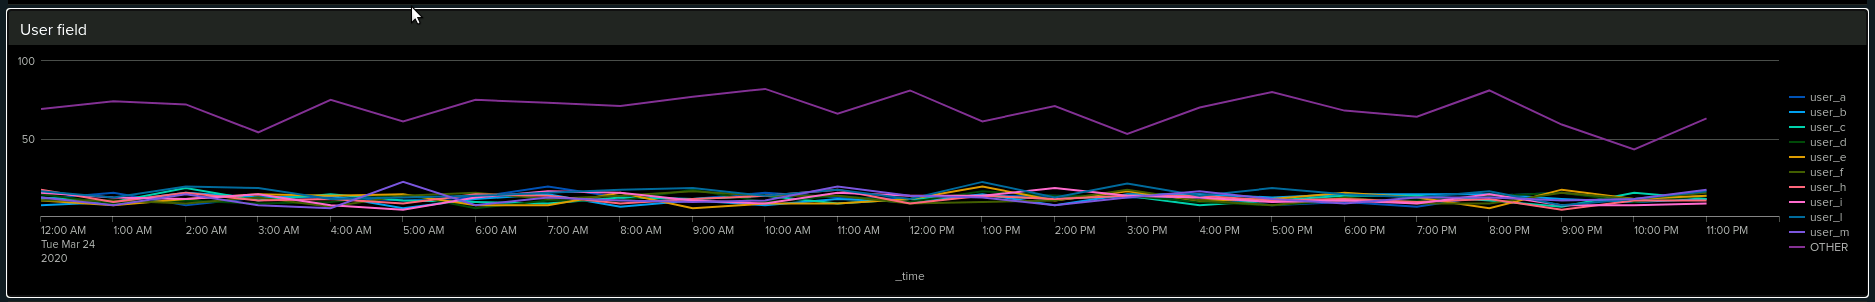 User field
100
50
12:00 AM 1:00 AM 2:00 AM 3:00 AM 4:00 AM 5:00 AM 6:00 AM 7:00 AM 8:00 AM 9:00 AM 10:00 AM 11:00 AM 12:00 PM 1:00 PM 2:00 PM 3:00 PM 4:00 PM 5:00 PM 6:00 PM 7:00 PM 8:00 PM 9:00 PM 10:00 PM 11:00 PM
Tue Mar 24
2020
_time
user_a
user_b
user_c
user_d
user_e
user_f
user_h
user_i
user_l
user_m
OTHER